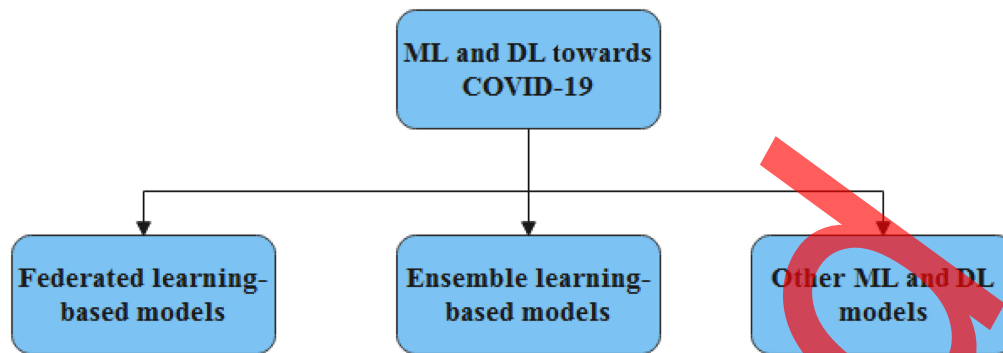 ML and DL towards
COVID-19
Federated learning-
based models
Ensemble learning-
based models
Other ML and DL
models